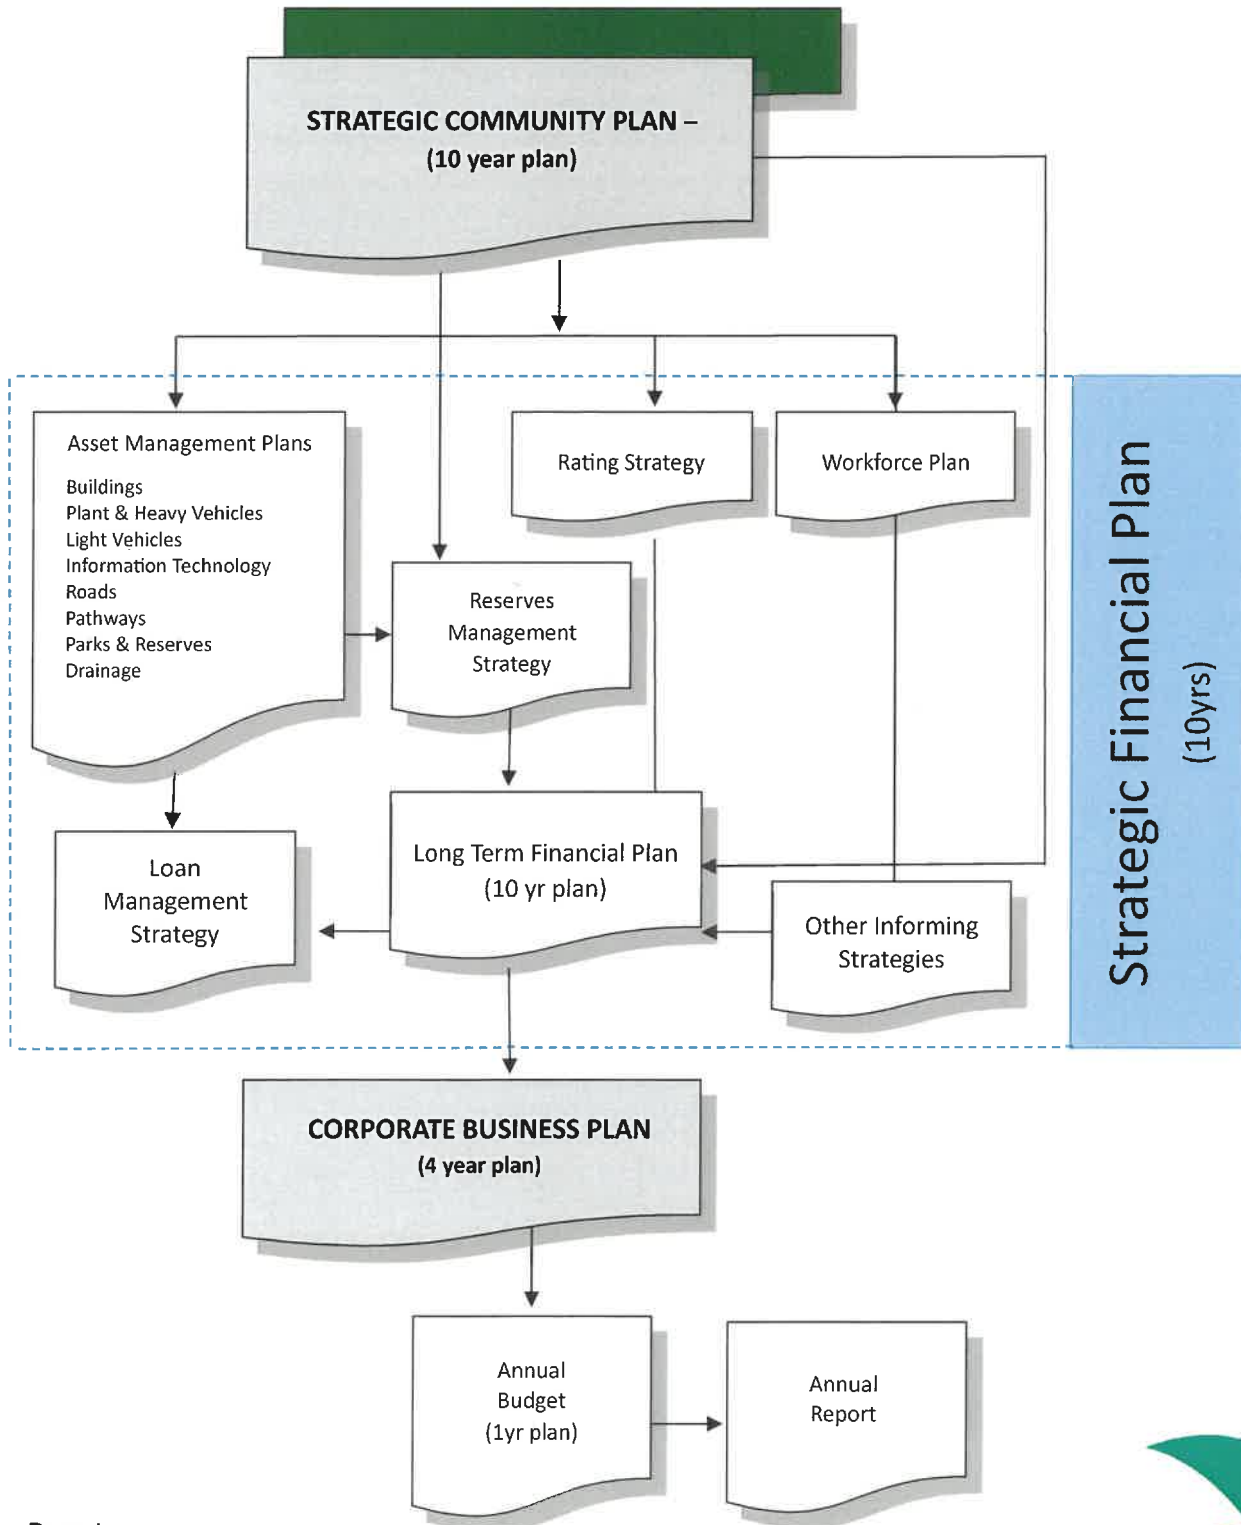 STRATEGIC COMMUNITY PLAN –
(10 year plan)
Asset Management Plans
Buildings
Plant & Heavy Vehicles
Light Vehicles
Information Technology
Roads
Pathways
Parks & Reserves
Drainage
Rating Strategy
Workforce Plan
Reserves
Management
Strategy
Loan
Management
Strategy
Long Term Financial Plan
(10 yr plan)
Other Informing
Strategies
Strategic Financial Plan
(10yrs)
CORPORATE BUSINESS PLAN
(4 year plan)
Annual
Budget
(1yr plan)
Annual
Report